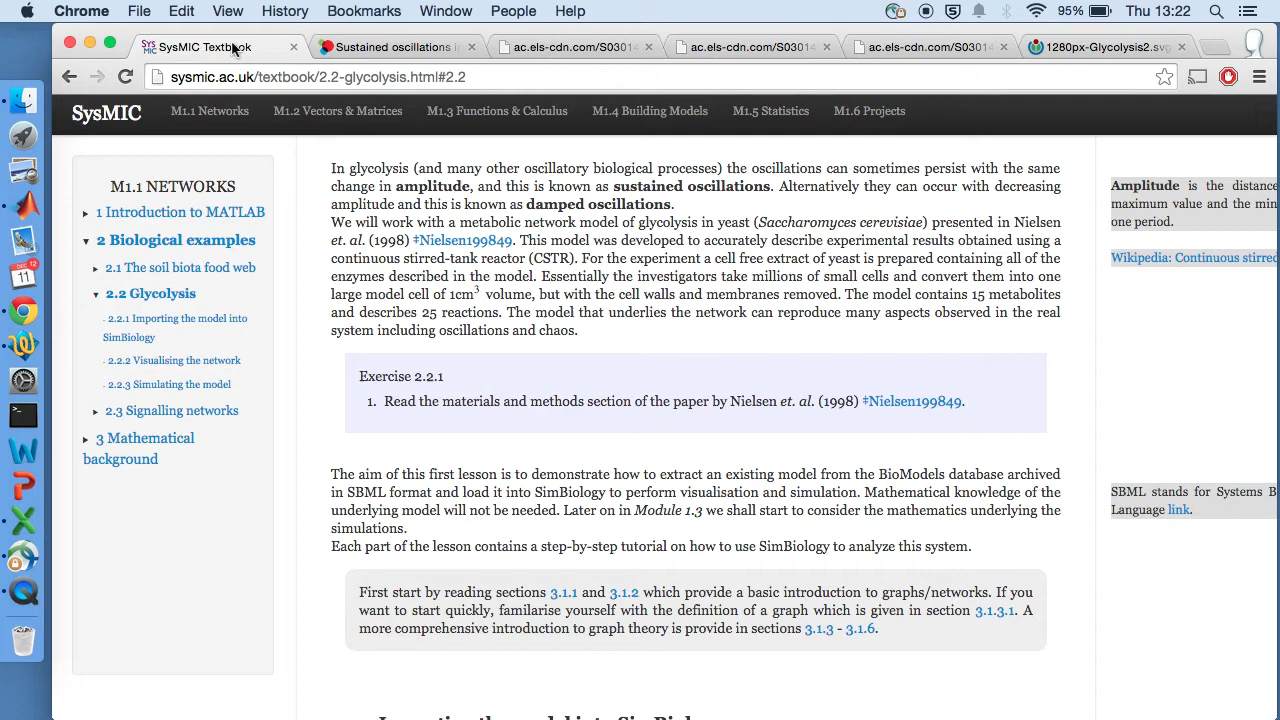 Chrome File Edit View History Bookmarks Window People Help 95% Thu 13:22
SYS MIC SysMIC Textbook Sustained oscillations i ac.els-cdn.com/S03014 ac.els-cdn.com/S03014 ac.els-cdn.com/S03014 1280px-Glycolysis2.svg
sysmic.ac.uk/textbook/2.2-glycolysis.html#2.2
SysMIC M1.1 Networks M1.2 Vectors & Matrices M1.3 Functions & Calculus M1.4 Building Models M1.5 Statistics M1.6 Projects
M1.1 NETWORKS
1 Introduction to MATLAB
2 Biological examples
2.1 The soil biota food web
2.2 Glycolysis
2.2.1 Importing the model into
SimBiology
2.2.2 Visualising the network
2.2.3 Simulating the model
2.3 Signalling networks
3 Mathematical
background
In glycolysis (and many other oscillatory biological processes) the oscillations can sometimes persist with the same
change in amplitude, and this is known as sustained oscillations. Alternatively they can occur with decreasing
amplitude and this is known as damped oscillations.
We will work with a metabolic network model of glycolysis in yeast (Saccharomyces cerevisiae) presented in Nielsen
et. al. (1998) ‡Nielsen199849. This model was developed to accurately describe experimental results obtained using a
continuous stirred-tank reactor (CSTR). For the experiment a cell free extract of yeast is prepared containing all of the
enzymes described in the model. Essentially the investigators take millions of small cells and convert them into one
large model cell of 1cm³ volume, but with the cell walls and membranes removed. The model contains 15 metabolites
and describes 25 reactions. The model that underlies the network can reproduce many aspects observed in the real
system including oscillations and chaos.
Exercise 2.2.1
1. Read the materials and methods section of the paper by Nielsen et. al. (1998) ‡Nielsen199849.
The aim of this first lesson is to demonstrate how to extract an existing model from the BioModels database archived
in SBML format and load it into SimBiology to perform visualisation and simulation. Mathematical knowledge of the
underlying model will not be needed. Later on in Module 1.3 we shall start to consider the mathematics underlying the
simulations.
Each part of the lesson contains a step-by-step tutorial on how to use SimBiology to analyze this system.
First start by reading sections 3.1.1 and 3.1.2 which provide a basic introduction to graphs/networks. If you
want to start quickly, familarise yourself with the definition of a graph which is given in section 3.1.3.1. A
more comprehensive introduction to graph theory is provide in sections 3.1.3 - 3.1.6.
Amplitude is the distance
maximum value and the min
one period.
Wikipedia: Continuous stirred
SBML stands for Systems B
Language link.